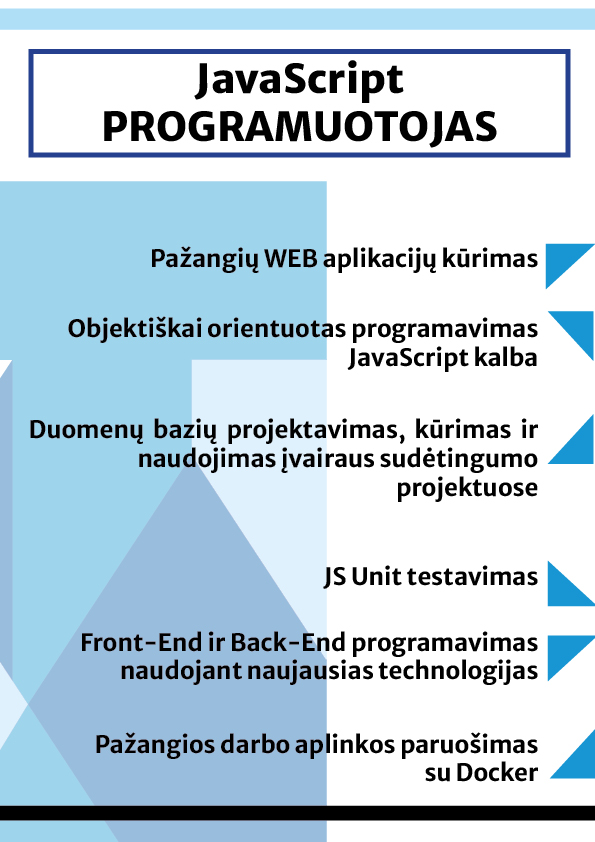 JavaScript
PROGRAMUOTOJAS
Pažangių WEB aplikacijų kūrimas
Objektiškai orientuotas programavimas
JavaScript kalba
Duomenų bazių projektavimas, kūrimas ir
naudojimas įvairaus sudėtingumo
projektuose
JS Unit testavimas
Front-End ir Back-End programavimas
naudojant naujausias technologijas
Pažangios darbo aplinkos paruošimas
su Docker